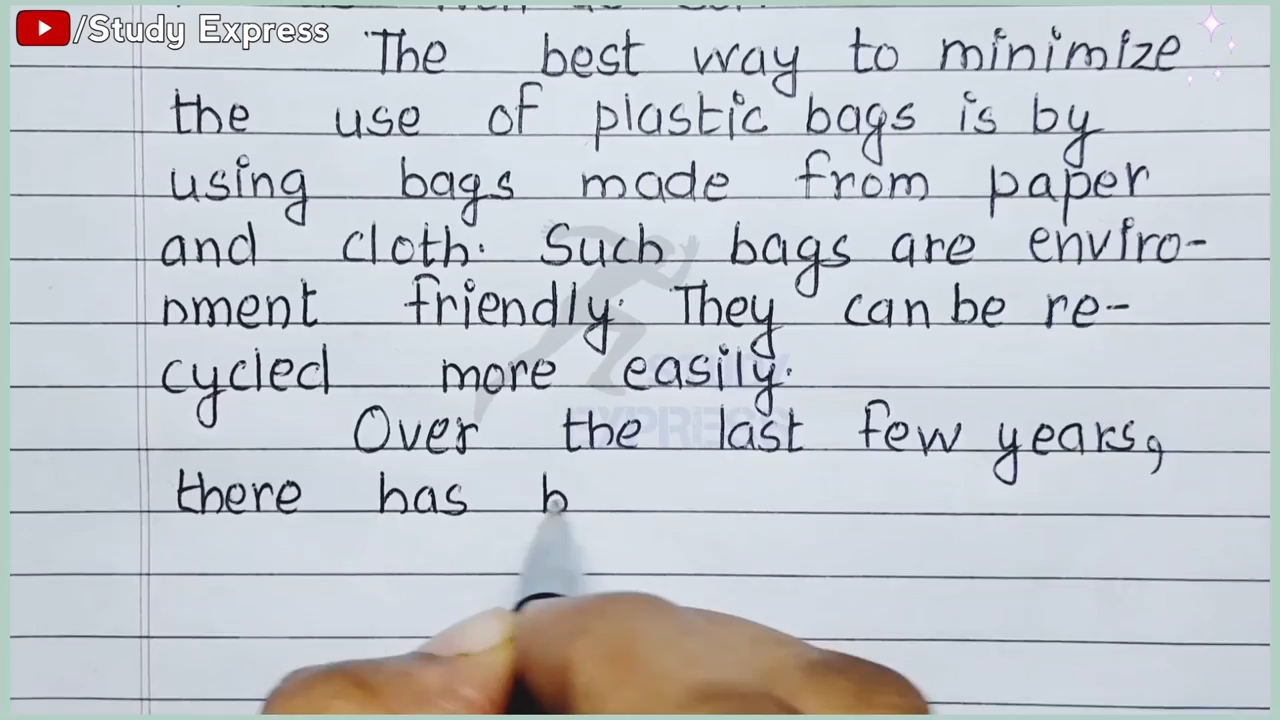 /Study Express
The best way to minimize
the use of plastic bags is by
using bags made from paper
and cloth. Such bags are enviro-
nment friendly. They can be re-
cycled more easily.
Over the last few years,
there has b
EXPRESS